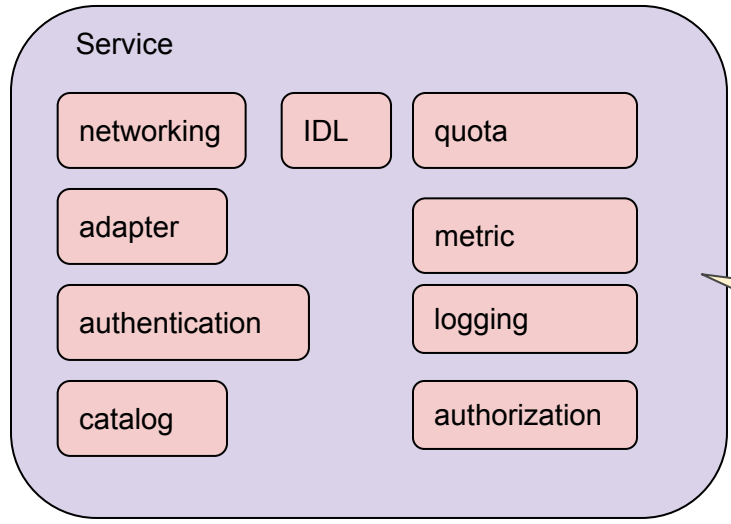 Service
networking
IDL
quota
adapter
metric
authentication
logging
catalog
authorization